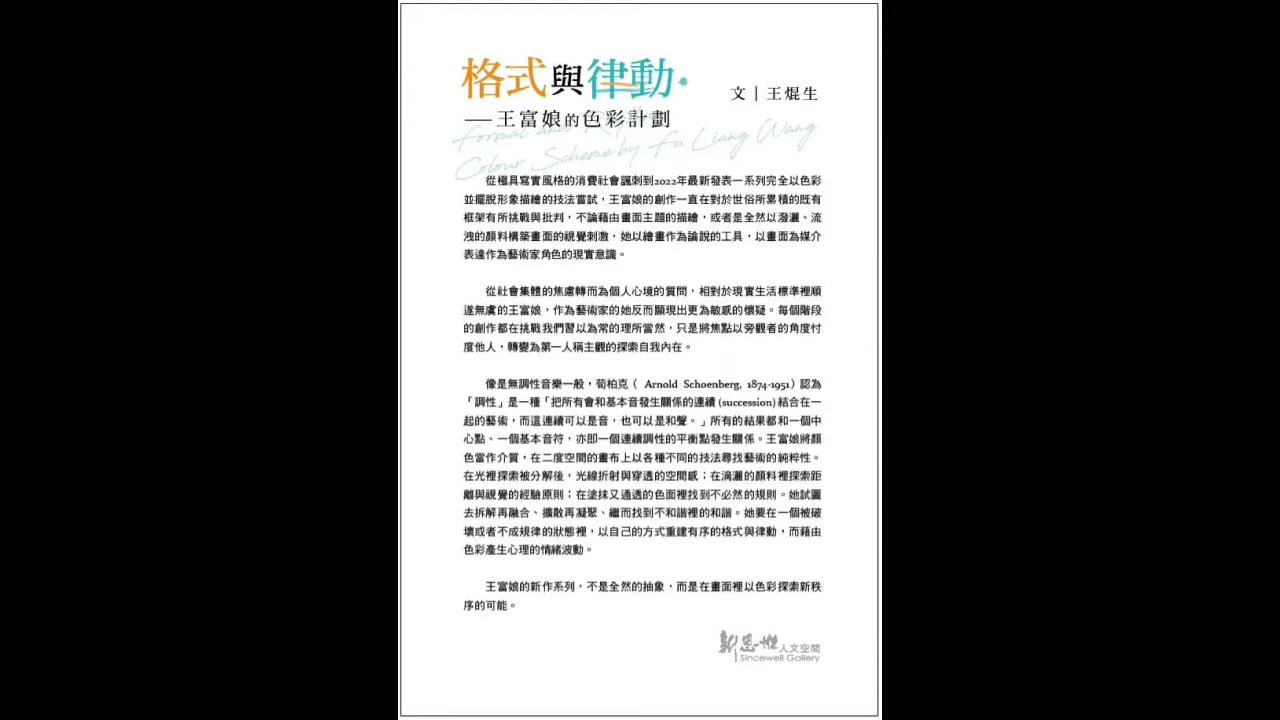 格式與律動
文｜王焜生
——王富娘的色彩計劃
Formal and
Colour Scheme by Fu Liang Wang
從極具寫實風格的消費社會諷刺到2022年最新發表一系列完全以色彩
並擺脫形象描繪的技法嘗試，王富娘的創作一直在對於世俗所累積的既有
框架有所挑戰與批判，不論藉由畫面主題的描繪，或者是全然以潑灑、流
洩的顏料構築畫面的視覺刺激，她以繪畫作為論說的工具，以畫面為媒介
表達作為藝術家角色的現實意識。
從社會集體的焦慮轉而為個人心境的質問，相對於現實生活標準裡順
遂無虞的王富娘，作為藝術家的她反而顯現出更為敏感的懷疑。每個階段
的創作都在挑戰我們習以為常的理所當然，只是將焦點以旁觀者的角度忖
度他人，轉變為第一人稱主觀的探索自我內在。
像是無調性音樂一般，荀柏克（ Arnold Schoenberg, 1874-1951）認為
「調性」是一種「把所有會和基本音發生關係的連續 (succession) 結合在一
起的藝術，而這連續可以是音，也可以是和聲。」所有的結果都和一個中
心點、一個基本音符，亦即一個連續調性的平衡點發生關係。王富娘將顏
色當作介質，在二度空間的畫布上以各種不同的技法尋找藝術的純粹性。
在光裡探索被分解後，光線折射與穿透的空間感；在滴灑的顏料裡探索距
離與視覺的經驗原則；在塗抹又通透的色面裡找到不必然的規則。她試圖
去拆解再融合、擴散再凝聚、繼而找到不和諧裡的和諧。她要在一個被破
壞或者不成規律的狀態裡，以自己的方式重建有序的格式與律動，而藉由
色彩產生心理的情緒波動。
王富娘的新作系列，不是全然的抽象，而是在畫面裡以色彩探索新秩
序的可能。
新思惟人文空間
Sincewell Gallery